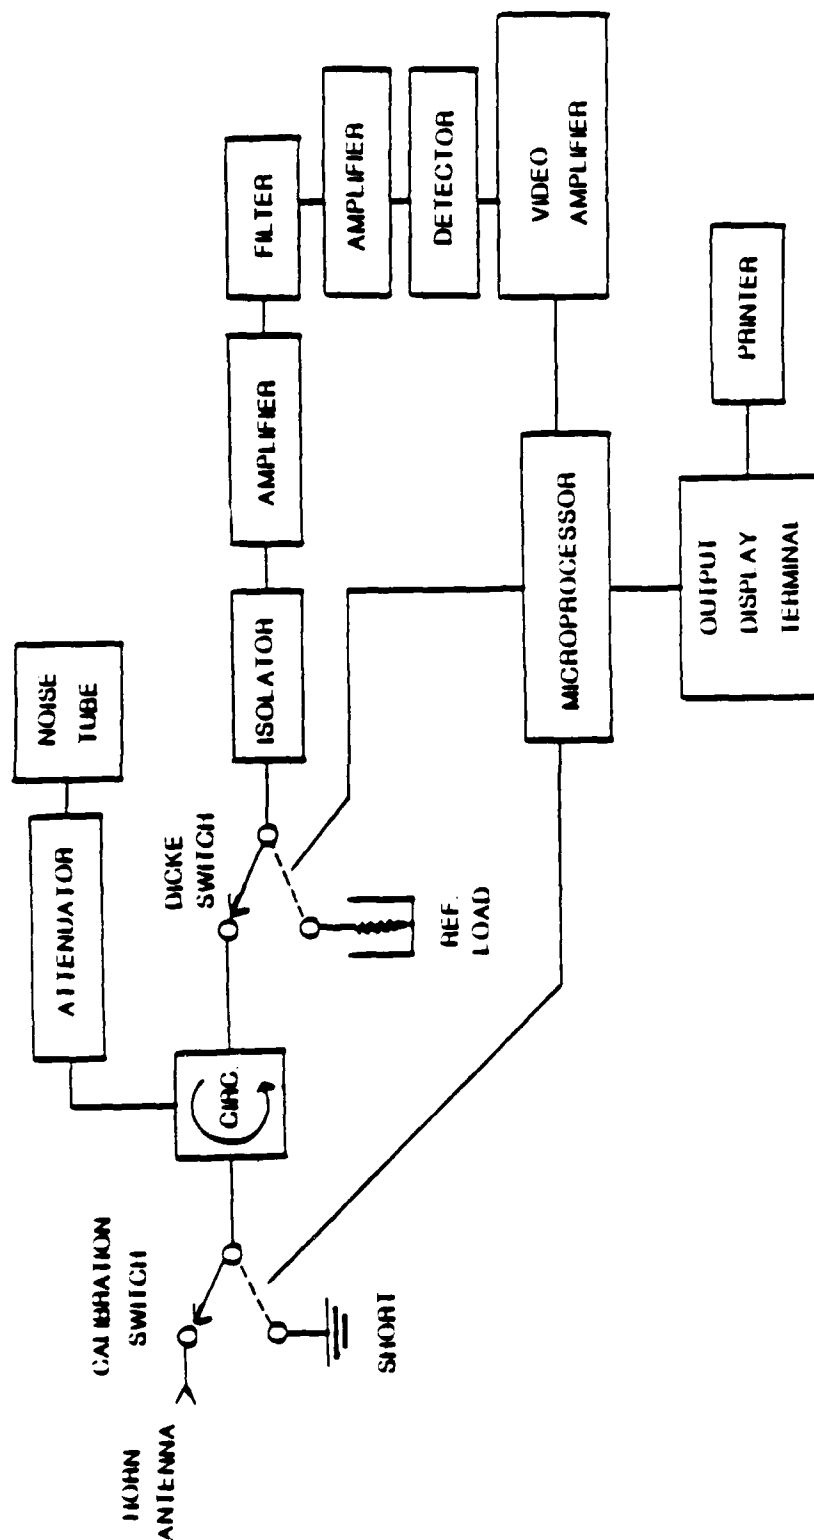 HORN
ANTENNA
CALIBRATION
SWITCH
SHORT
CIRC.
ATTENUATOR
NOISE
TUBE
DICKE
SWITCH
REF.
LOAD
ISOLATOR
AMPLIFIER
FILTER
AMPLIFIER
DETECTOR
VIDEO
AMPLIFIER
MICROPROCESSOR
OUTPUT
DISPLAY
TERMINAL
PRINTER